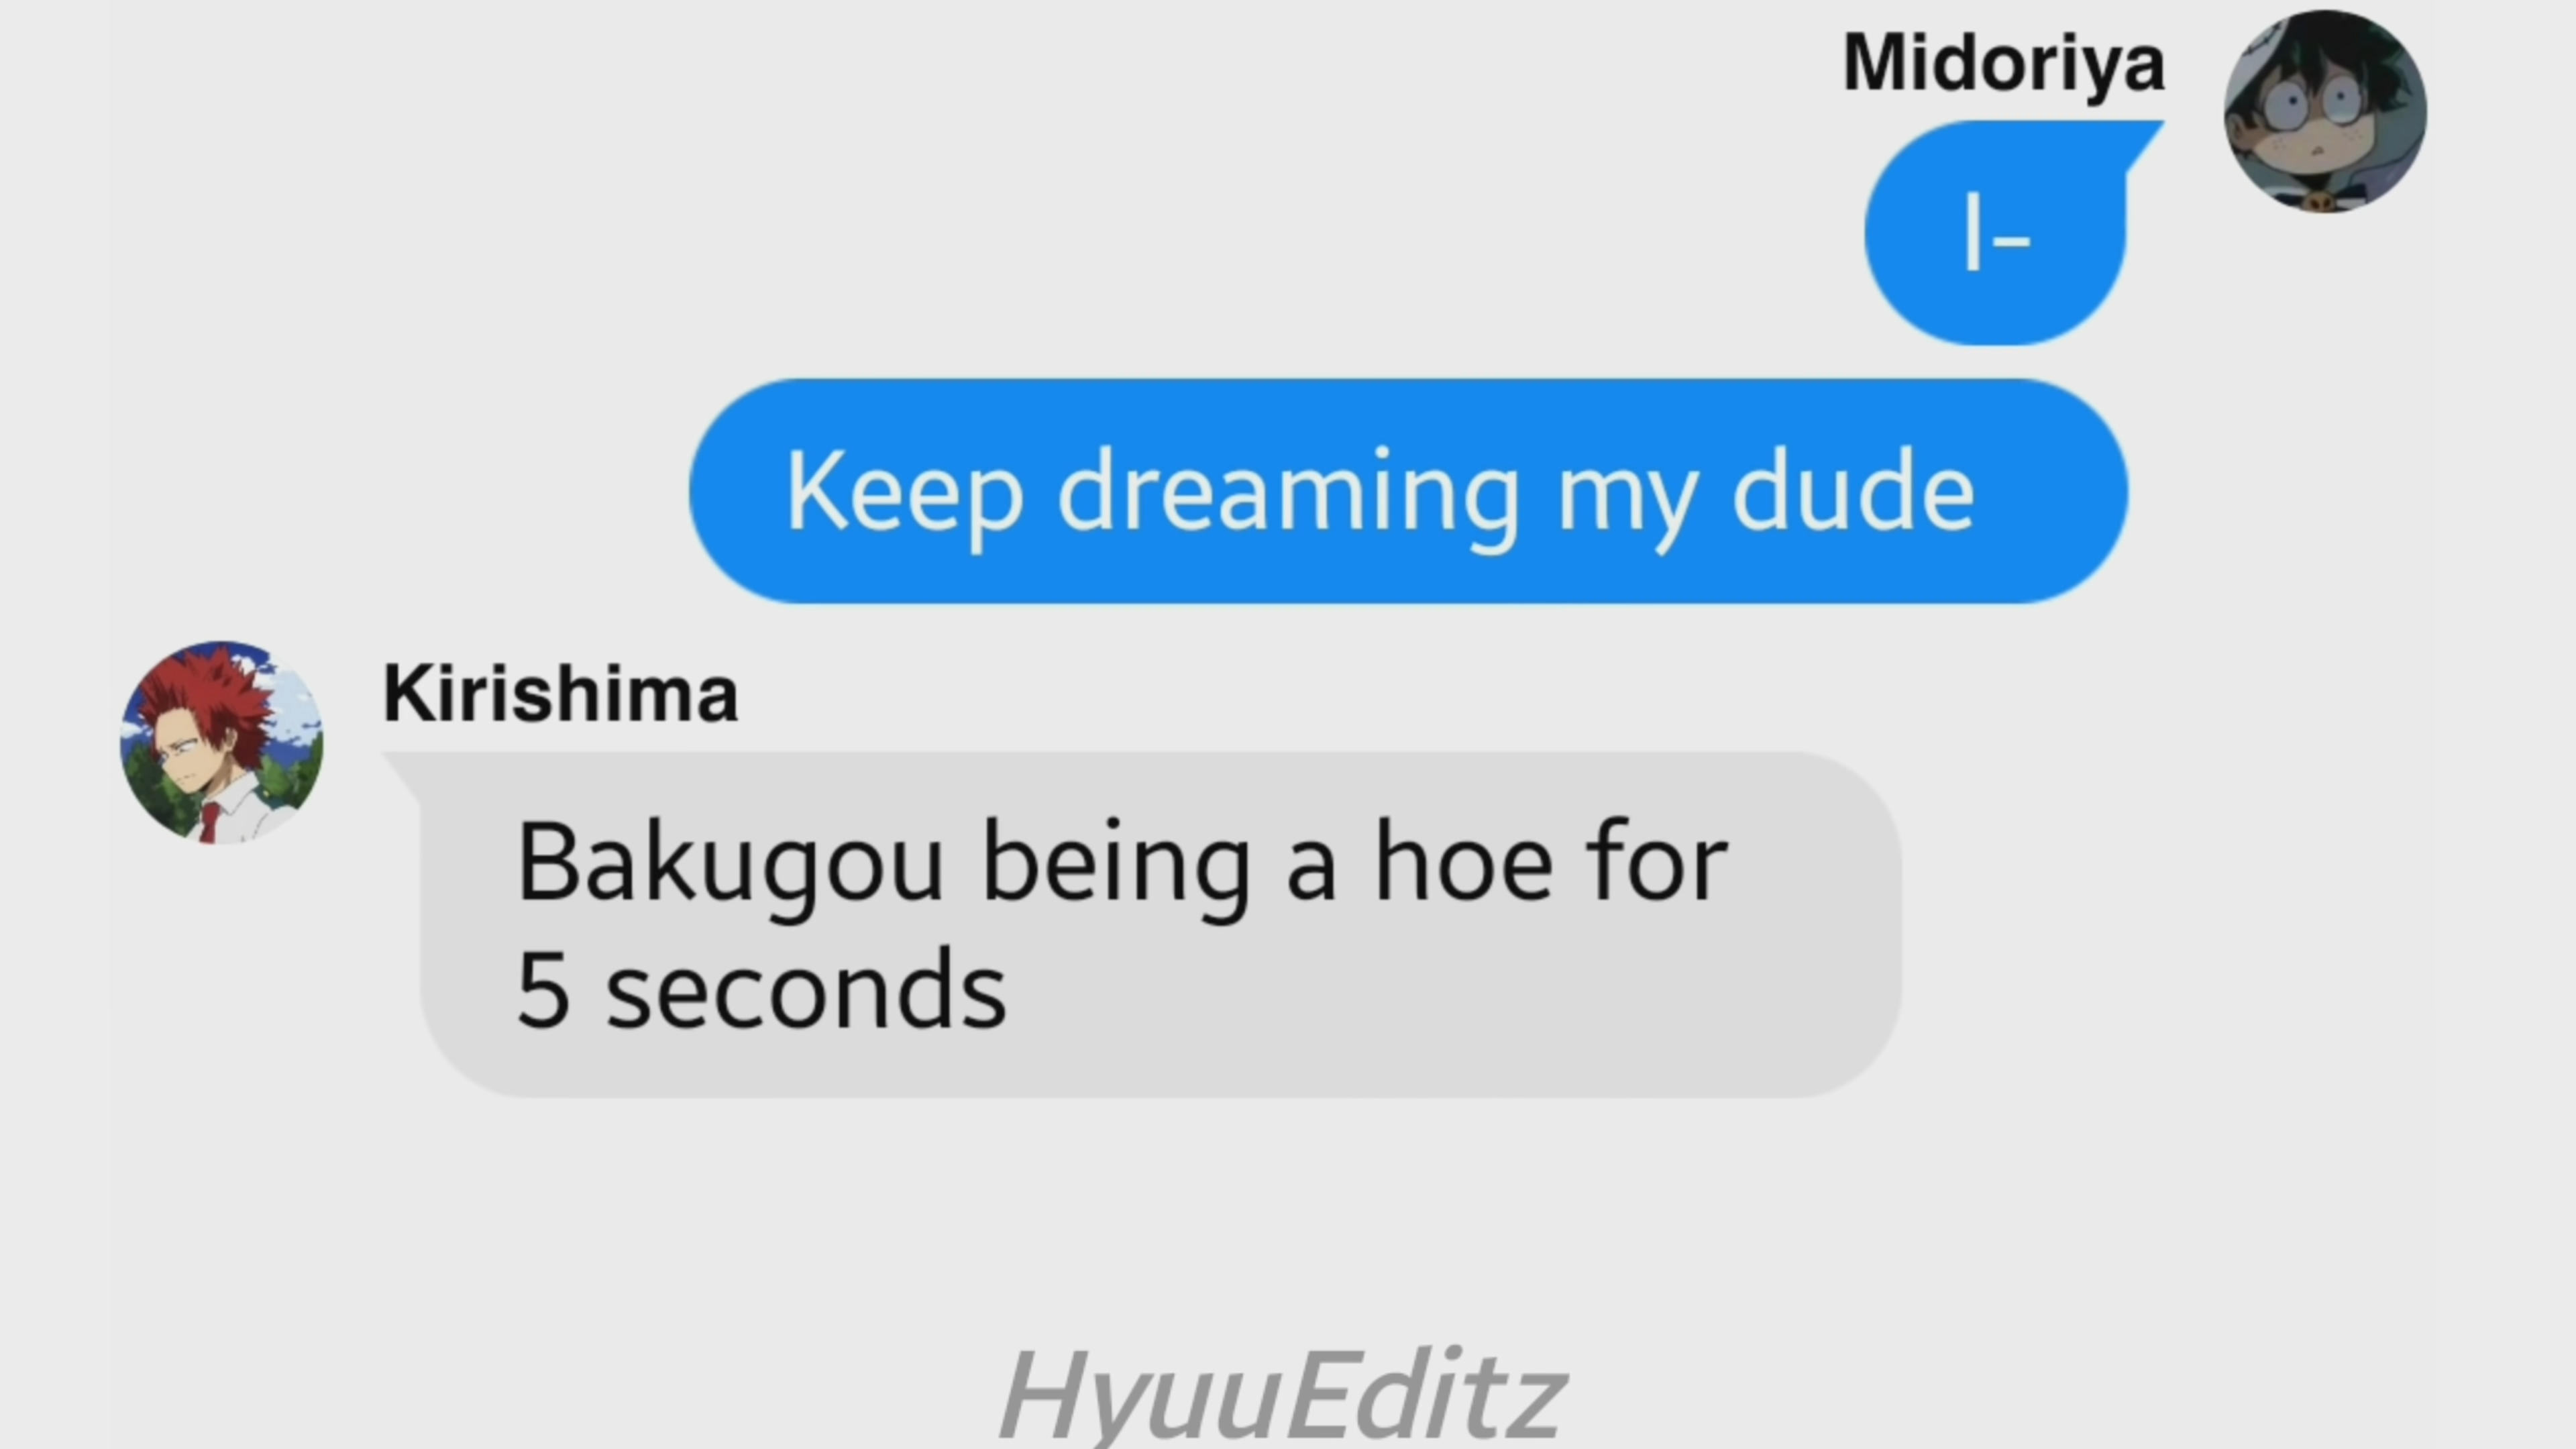 Midoriya
I-
Keep dreaming my dude
Kirishima
Bakugou being a hoe for
5 seconds
HyuuEditz